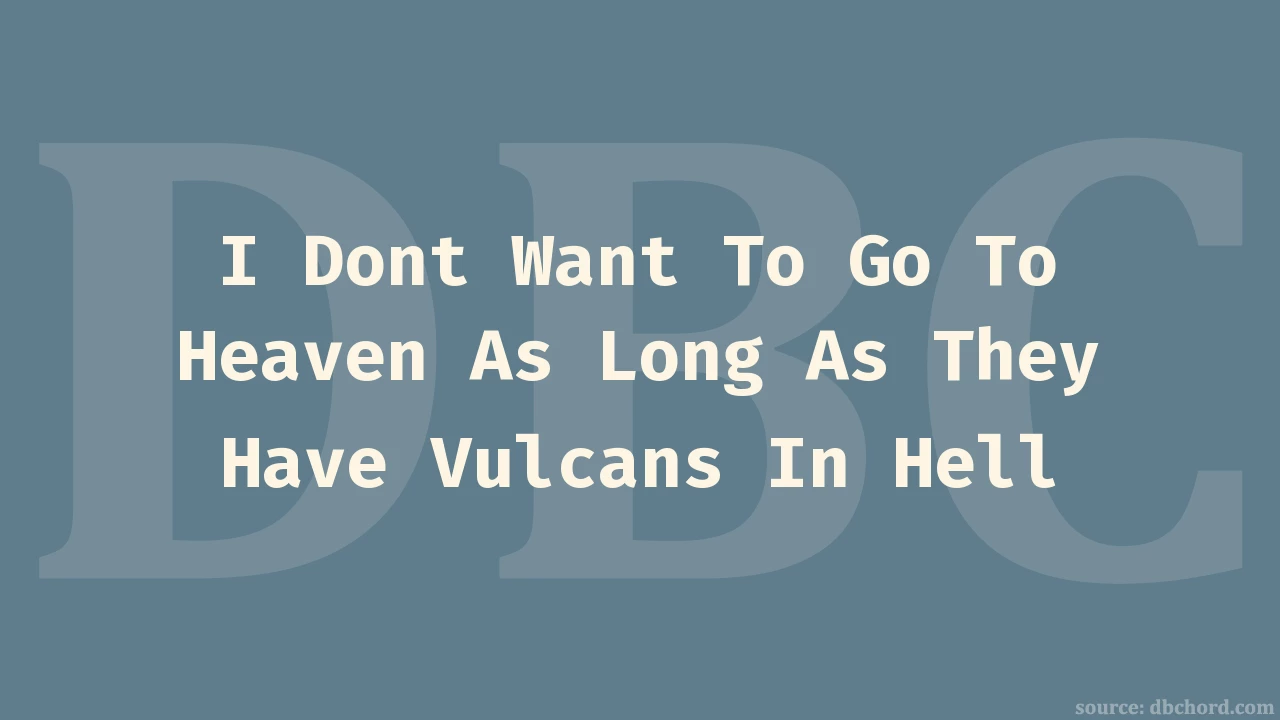 DBC
I Dont Want To Go To
Heaven As Long As They
Have Vulcans In Hell
source: dbchord.com